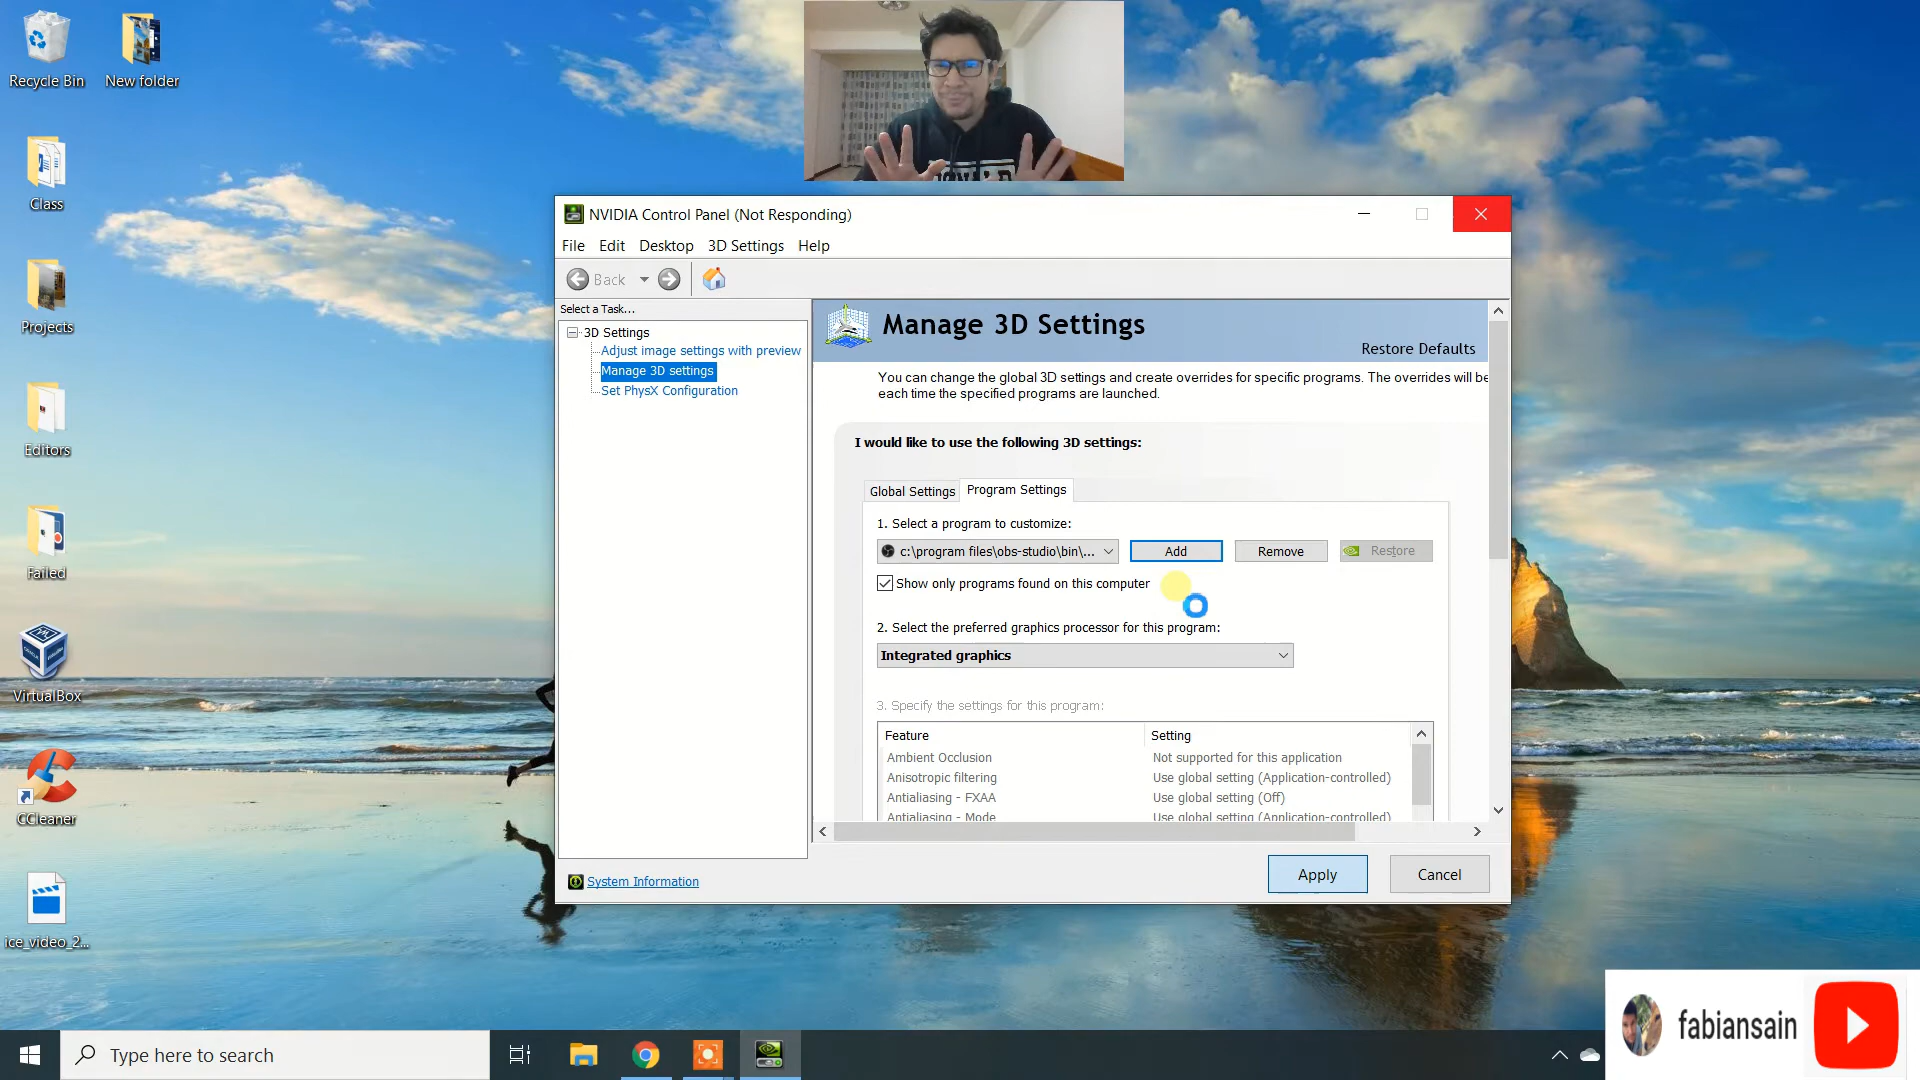 Recycle Bin
New folder
Class
Projects
Editors
Failed
VirtualBox
CCleaner
ice_video_2...
NVIDIA Control Panel (Not Responding)
File Edit Desktop 3D Settings Help
Back
Select a Task...
3D Settings
Adjust image settings with preview
Manage 3D settings
Set PhysX Configuration
System Information
Manage 3D Settings
Restore Defaults
You can change the global 3D settings and create overrides for specific programs. The overrides will be
each time the specified programs are launched.
I would like to use the following 3D settings:
Global Settings Program Settings
1. Select a program to customize:
c:\program files\obs-studio\bin\... Add Remove Restore
Show only programs found on this computer
2. Select the preferred graphics processor for this program:
Integrated graphics
3. Specify the settings for this program:
Feature Setting
Ambient Occlusion Not supported for this application
Anisotropic filtering Use global setting (Application-controlled)
Antialiasing - FXAA Use global setting (Off)
Antialiasing - Mode Use global setting (Application-controlled)
Apply Cancel
fabiansain
Type here to search